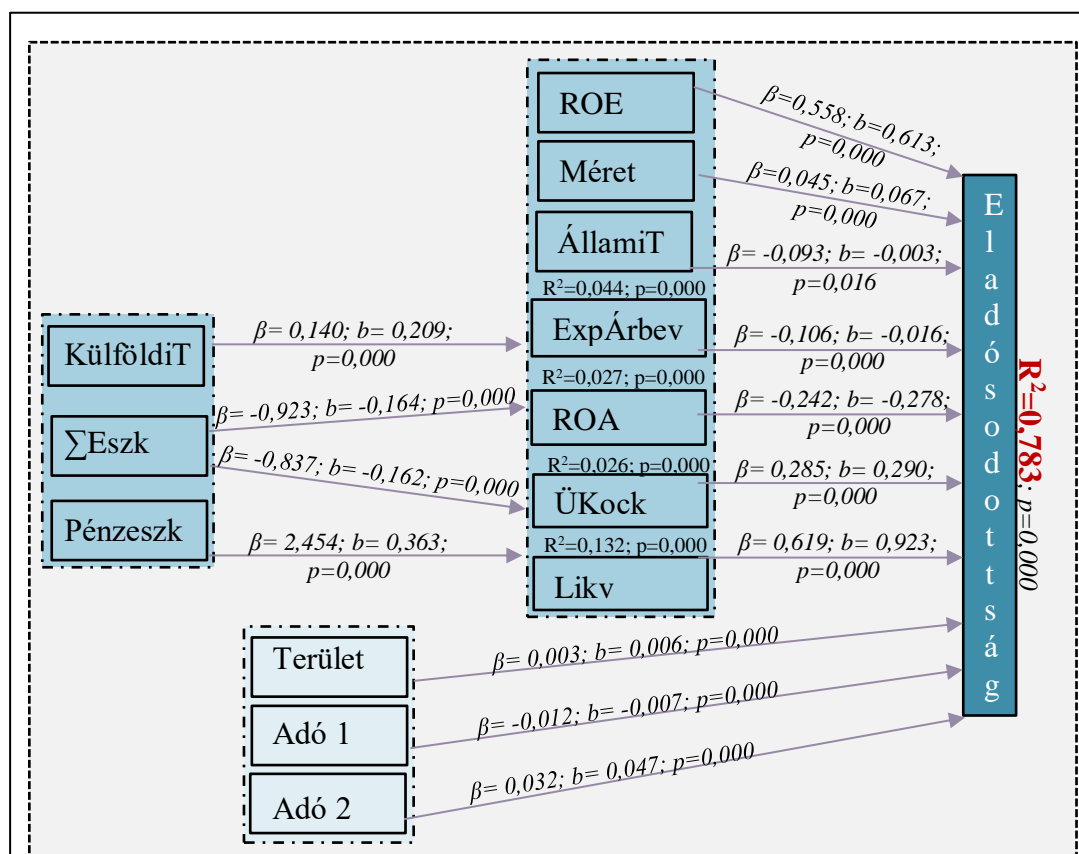 ROE
β=0,558; b=0,613;
p=0,000
Méret
β=0,045; b=0,067;
p=0,000
ÁllamiT
β= -0,093; b= -0,003;
p=0,016
R²=0,044; p=0,000
KülföldiT
β= 0,140; b= 0,209;
p=0,000
ExpÁrbev
β= -0,106; b= -0,016;
p=0,000
R²=0,027; p=0,000
∑Eszk
β= -0,923; b= -0,164; p=0,000
ROA
β= -0,242; b= -0,278;
p=0,000
R²=0,026; p=0,000
β= -0,837; b= -0,162; p=0,000
ÜKock
β= 0,285; b= 0,290;
p=0,000
Pénzeszk
β= 2,454; b= 0,363;
p=0,000
R²=0,132; p=0,000
Likv
β= 0,619; b= 0,923;
p=0,000
Eladósodottság
R²=0,783; p=0,000
Terület
β= 0,003; b= 0,006; p=0,000
Adó 1
β= -0,012; b= -0,007; p=0,000
Adó 2
β= 0,032; b= 0,047; p=0,000